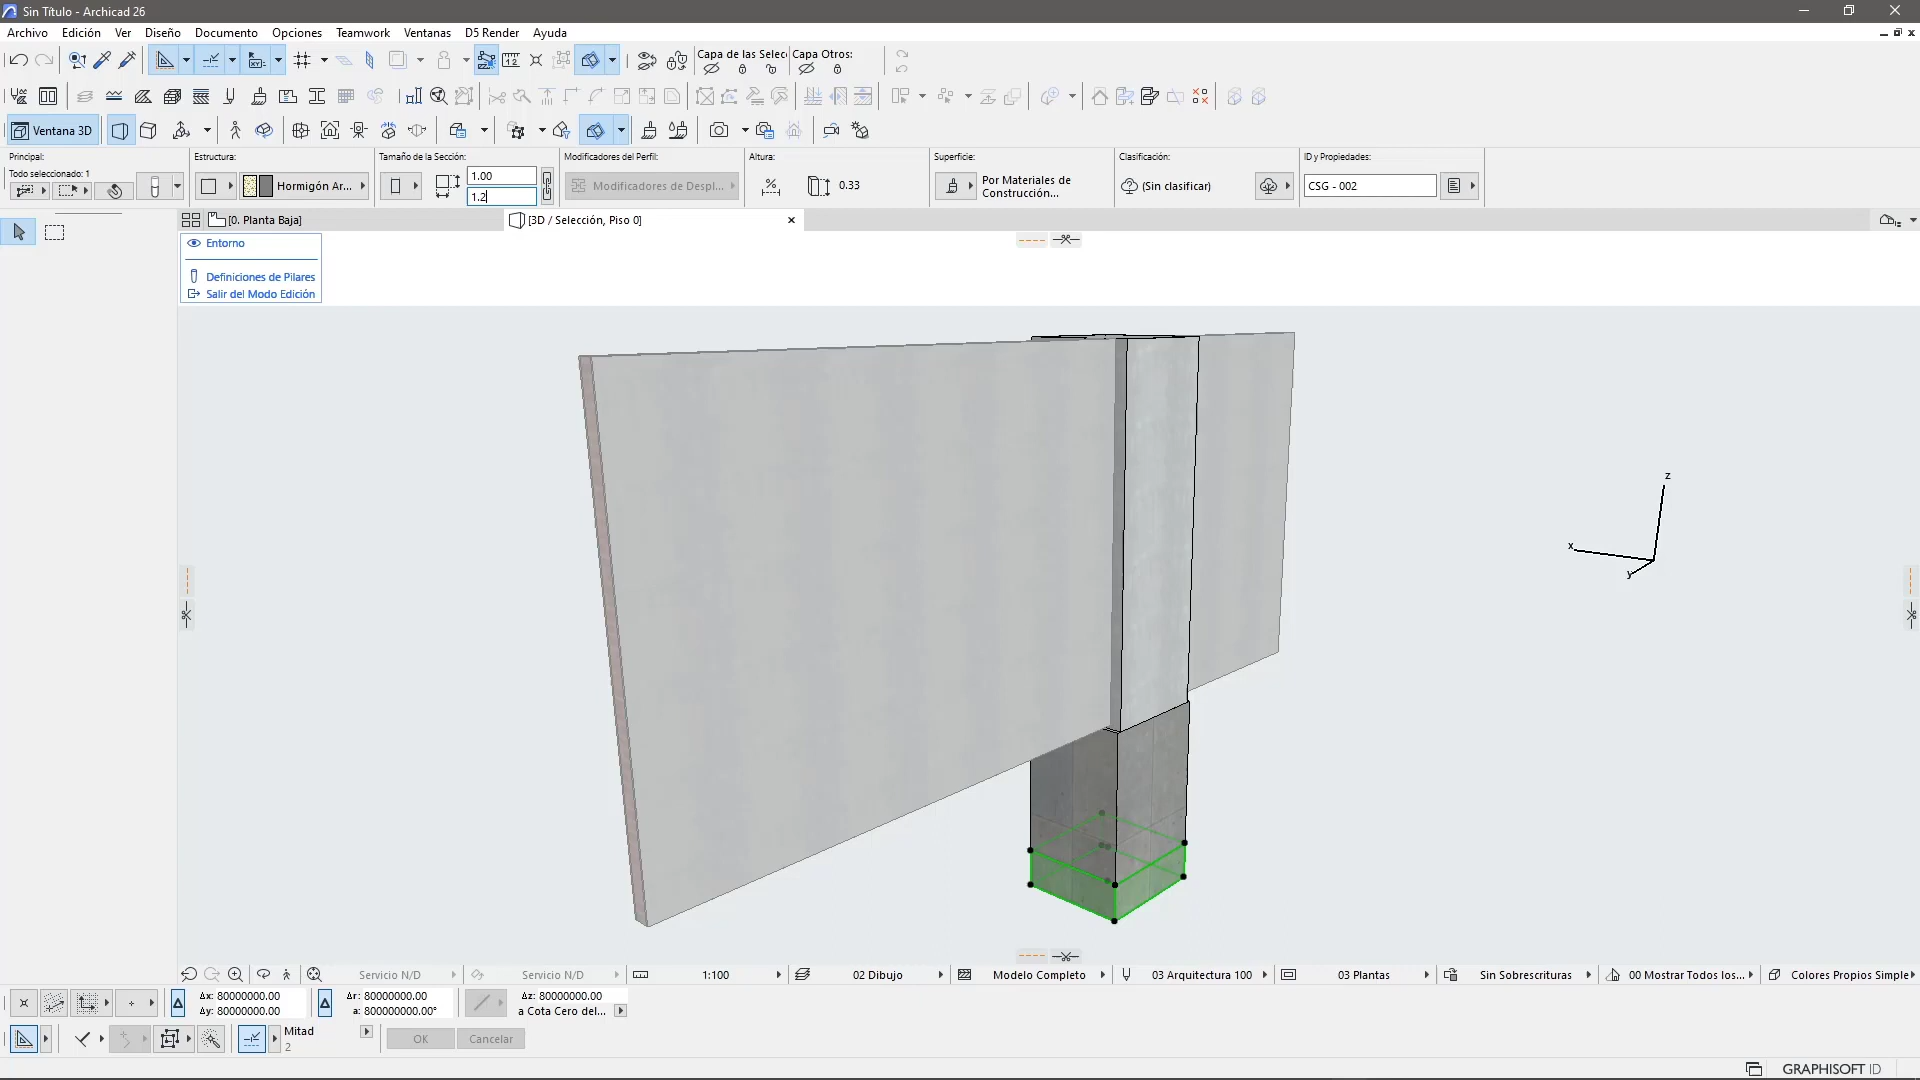 Sin Título - Archicad 26
Archivo Edición Ver Diseño Documento Opciones Teamwork Ventanas D5 Render Ayuda
Capa de las Selec Capa Otros:
Ventana 3D
Principal: Estructura: Tamaño de la Sección: Modificadores del Perfil: Altura: Superficie: Clasificación: ID y Propiedades:
Todo seleccionado: 1
1.00
Hormigón Ar... Modificadores de Despl... 0.33 Por Materiales de Construcción... (Sin clasificar) CSG - 002
1.2
[0. Planta Baja] [3D / Selección, Piso 0]
Entorno
Definiciones de Pilares
Salir del Modo Edición
z
x
y
Servicio N/D Servicio N/D 1:100 02 Dibujo Modelo Completo 03 Arquitectura 100 03 Plantas Sin Sobrescrituras 00 Mostrar Todos los... Colores Propios Simple
Δx: 80000000.00 Δr: 80000000.00 Δz: 80000000.00
Δy: 80000000.00 a: 800000000.00° a Cota Cero del...
Mitad
2
OK Cancelar
GRAPHISOFT ID